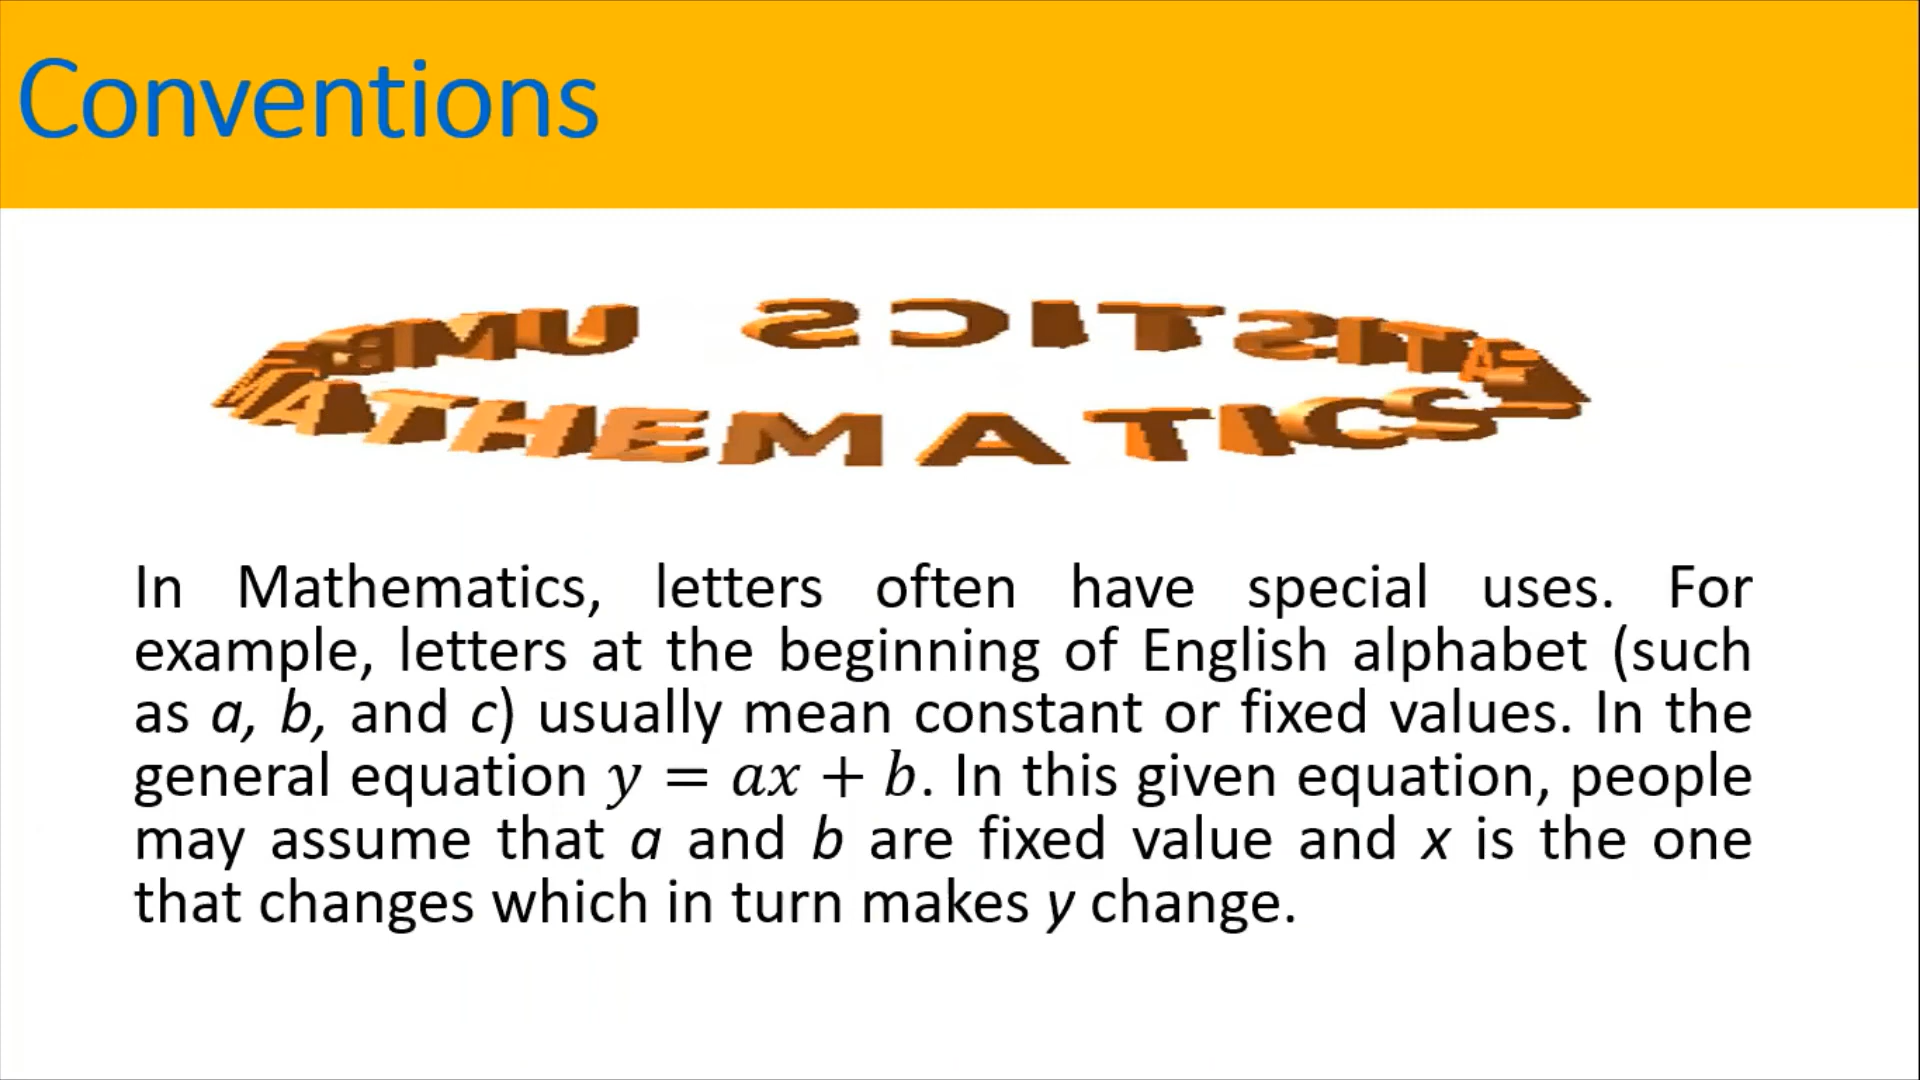 Conventions
MATHEMATICS
In Mathematics, letters often have special uses. For
example, letters at the beginning of English alphabet (such
as a, b, and c) usually mean constant or fixed values. In the
general equation y = ax + b. In this given equation, people
may assume that a and b are fixed value and x is the one
that changes which in turn makes y change.